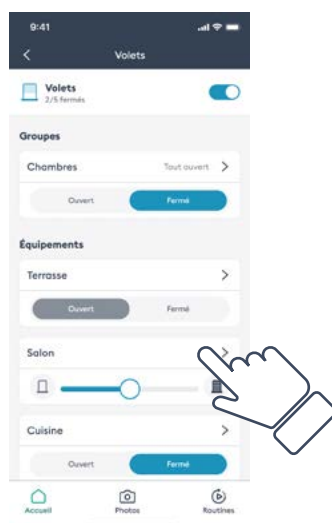 9:41
Volets
Volets
2/5 fermés
Groupes
Chambres Tout ouvert
Ouvert Fermé
Équipements
Terrasse
Ouvert Fermé
Salon
Cuisine
Ouvert Fermé
Accueil Photos Routines